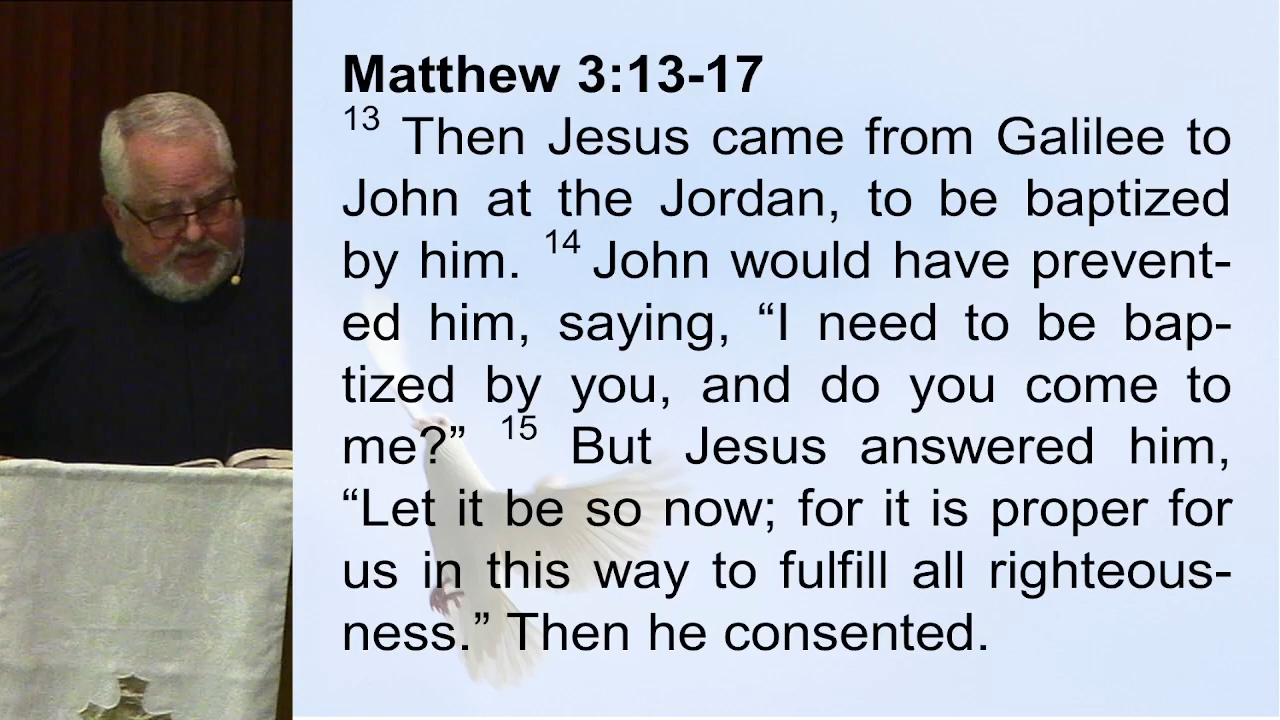 Matthew 3:13-17
13 Then Jesus came from Galilee to
John at the Jordan, to be baptized
by him. 14 John would have prevent-
ed him, saying, “I need to be bap-
tized by you, and do you come to
me?” 15 But Jesus answered him,
“Let it be so now; for it is proper for
us in this way to fulfill all righteous-
ness.” Then he consented.